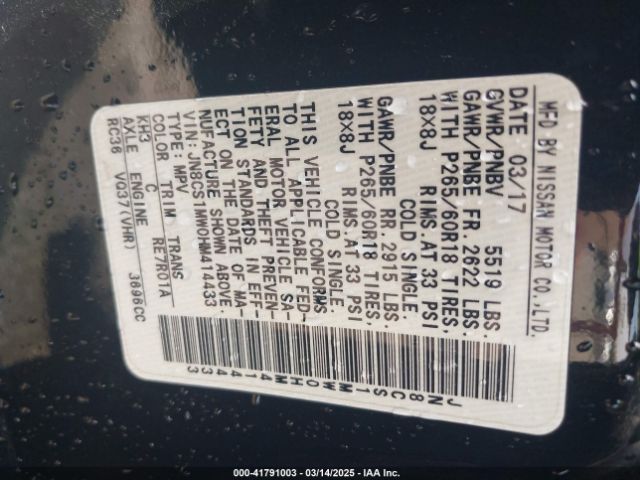 MFD BY NISSAN MOTOR CO.,LTD.
DATE 03/17
GVWR/PNBV 5519 LBS.
GAWR/PNBE FR. 2622 LBS.
WITH P265/60R18 TIRES,
18X8J RIMS AT 33 PSI
COLD SINGLE.
GAWR/PNBE RR. 2915 LBS.
WITH P265/60R18 TIRES,
18X8J RIMS AT 33 PSI
COLD SINGLE.
THIS VEHICLE CONFORMS
TO ALL APPLICABLE FED-
ERAL MOTOR VEHICLE SA-
FETY AND THEFT PREVEN-
TION STANDARDS IN EFF-
ECT ON THE DATE OF MA-
NUFACTURE SHOWN ABOVE.
VIN: JN8CS1MW0HM414433
TYPE: MPV
COLOR TRIM TRANS
KH3 C RE7R01A
AXLE ENGINE
RC36 VQ37(VHR) 3696CC
JN8CS1MW0HM414433
000-41791003 — 03/14/2025 — IAA Inc.